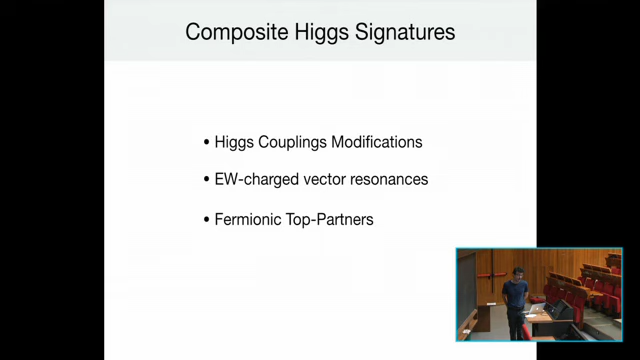 Composite Higgs Signatures
• Higgs Couplings Modifications
• EW-charged vector resonances
• Fermionic Top-Partners